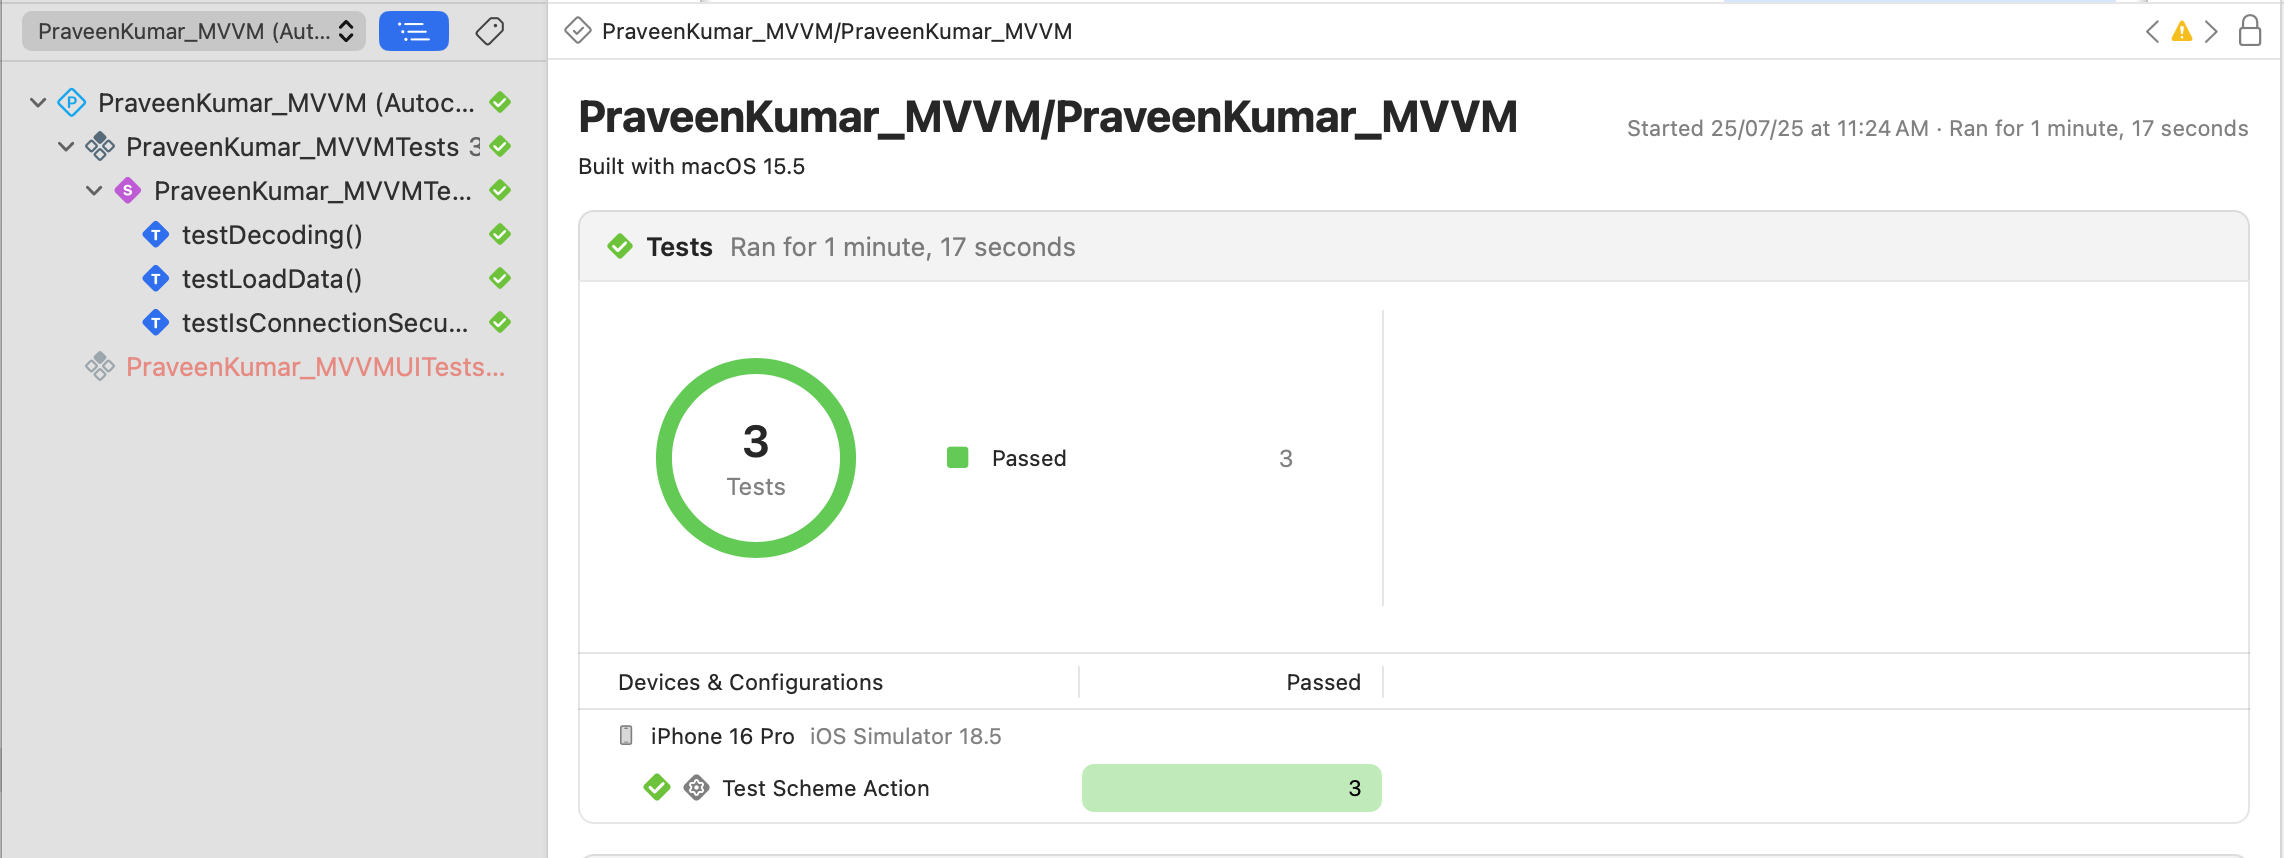 PraveenKumar_MVVM (Aut...
PraveenKumar_MVVM (Autoc...
PraveenKumar_MVVMTests 3
PraveenKumar_MVVMTe...
testDecoding()
testLoadData()
testIsConnectionSecu...
PraveenKumar_MVVMUITests...
PraveenKumar_MVVM/PraveenKumar_MVVM
PraveenKumar_MVVM/PraveenKumar_MVVM
Started 25/07/25 at 11:24 AM · Ran for 1 minute, 17 seconds
Built with macOS 15.5
Tests Ran for 1 minute, 17 seconds
3
Tests
Passed 3
Devices & Configurations Passed
iPhone 16 Pro iOS Simulator 18.5
Test Scheme Action 3